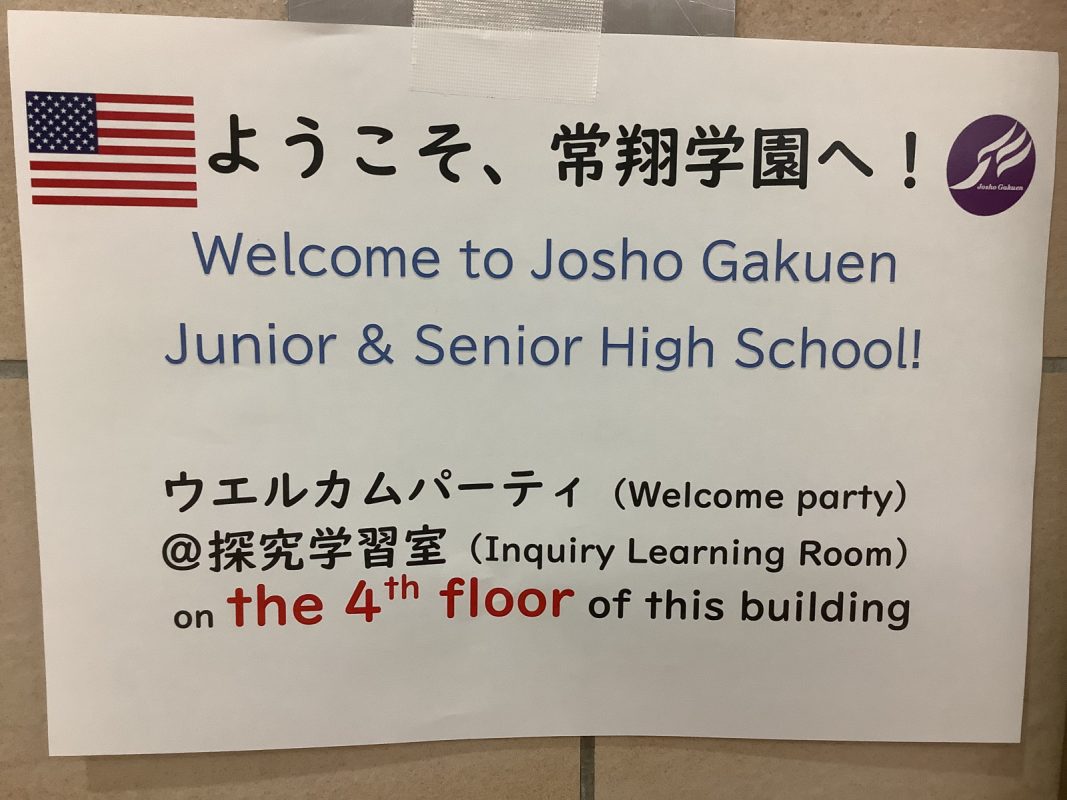 ようこそ、常翔学園へ！
Josho Gakuen
Welcome to Josho Gakuen
Junior & Senior High School!
ウエルカムパーティ（Welcome party）
@探究学習室（Inquiry Learning Room）
on the 4th floor of this building